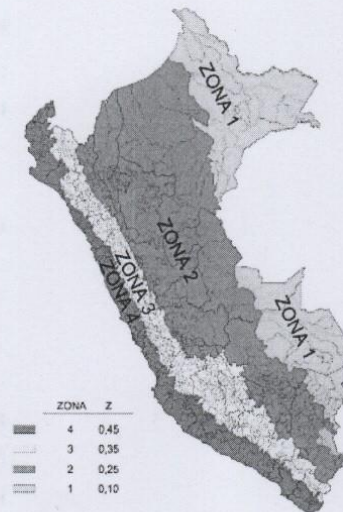 ZONA 1
ZONA 2
ZONA 3
ZONA 4
ZONA 1
ZONA Z
4 0,45
3 0,35
2 0,25
1 0,10